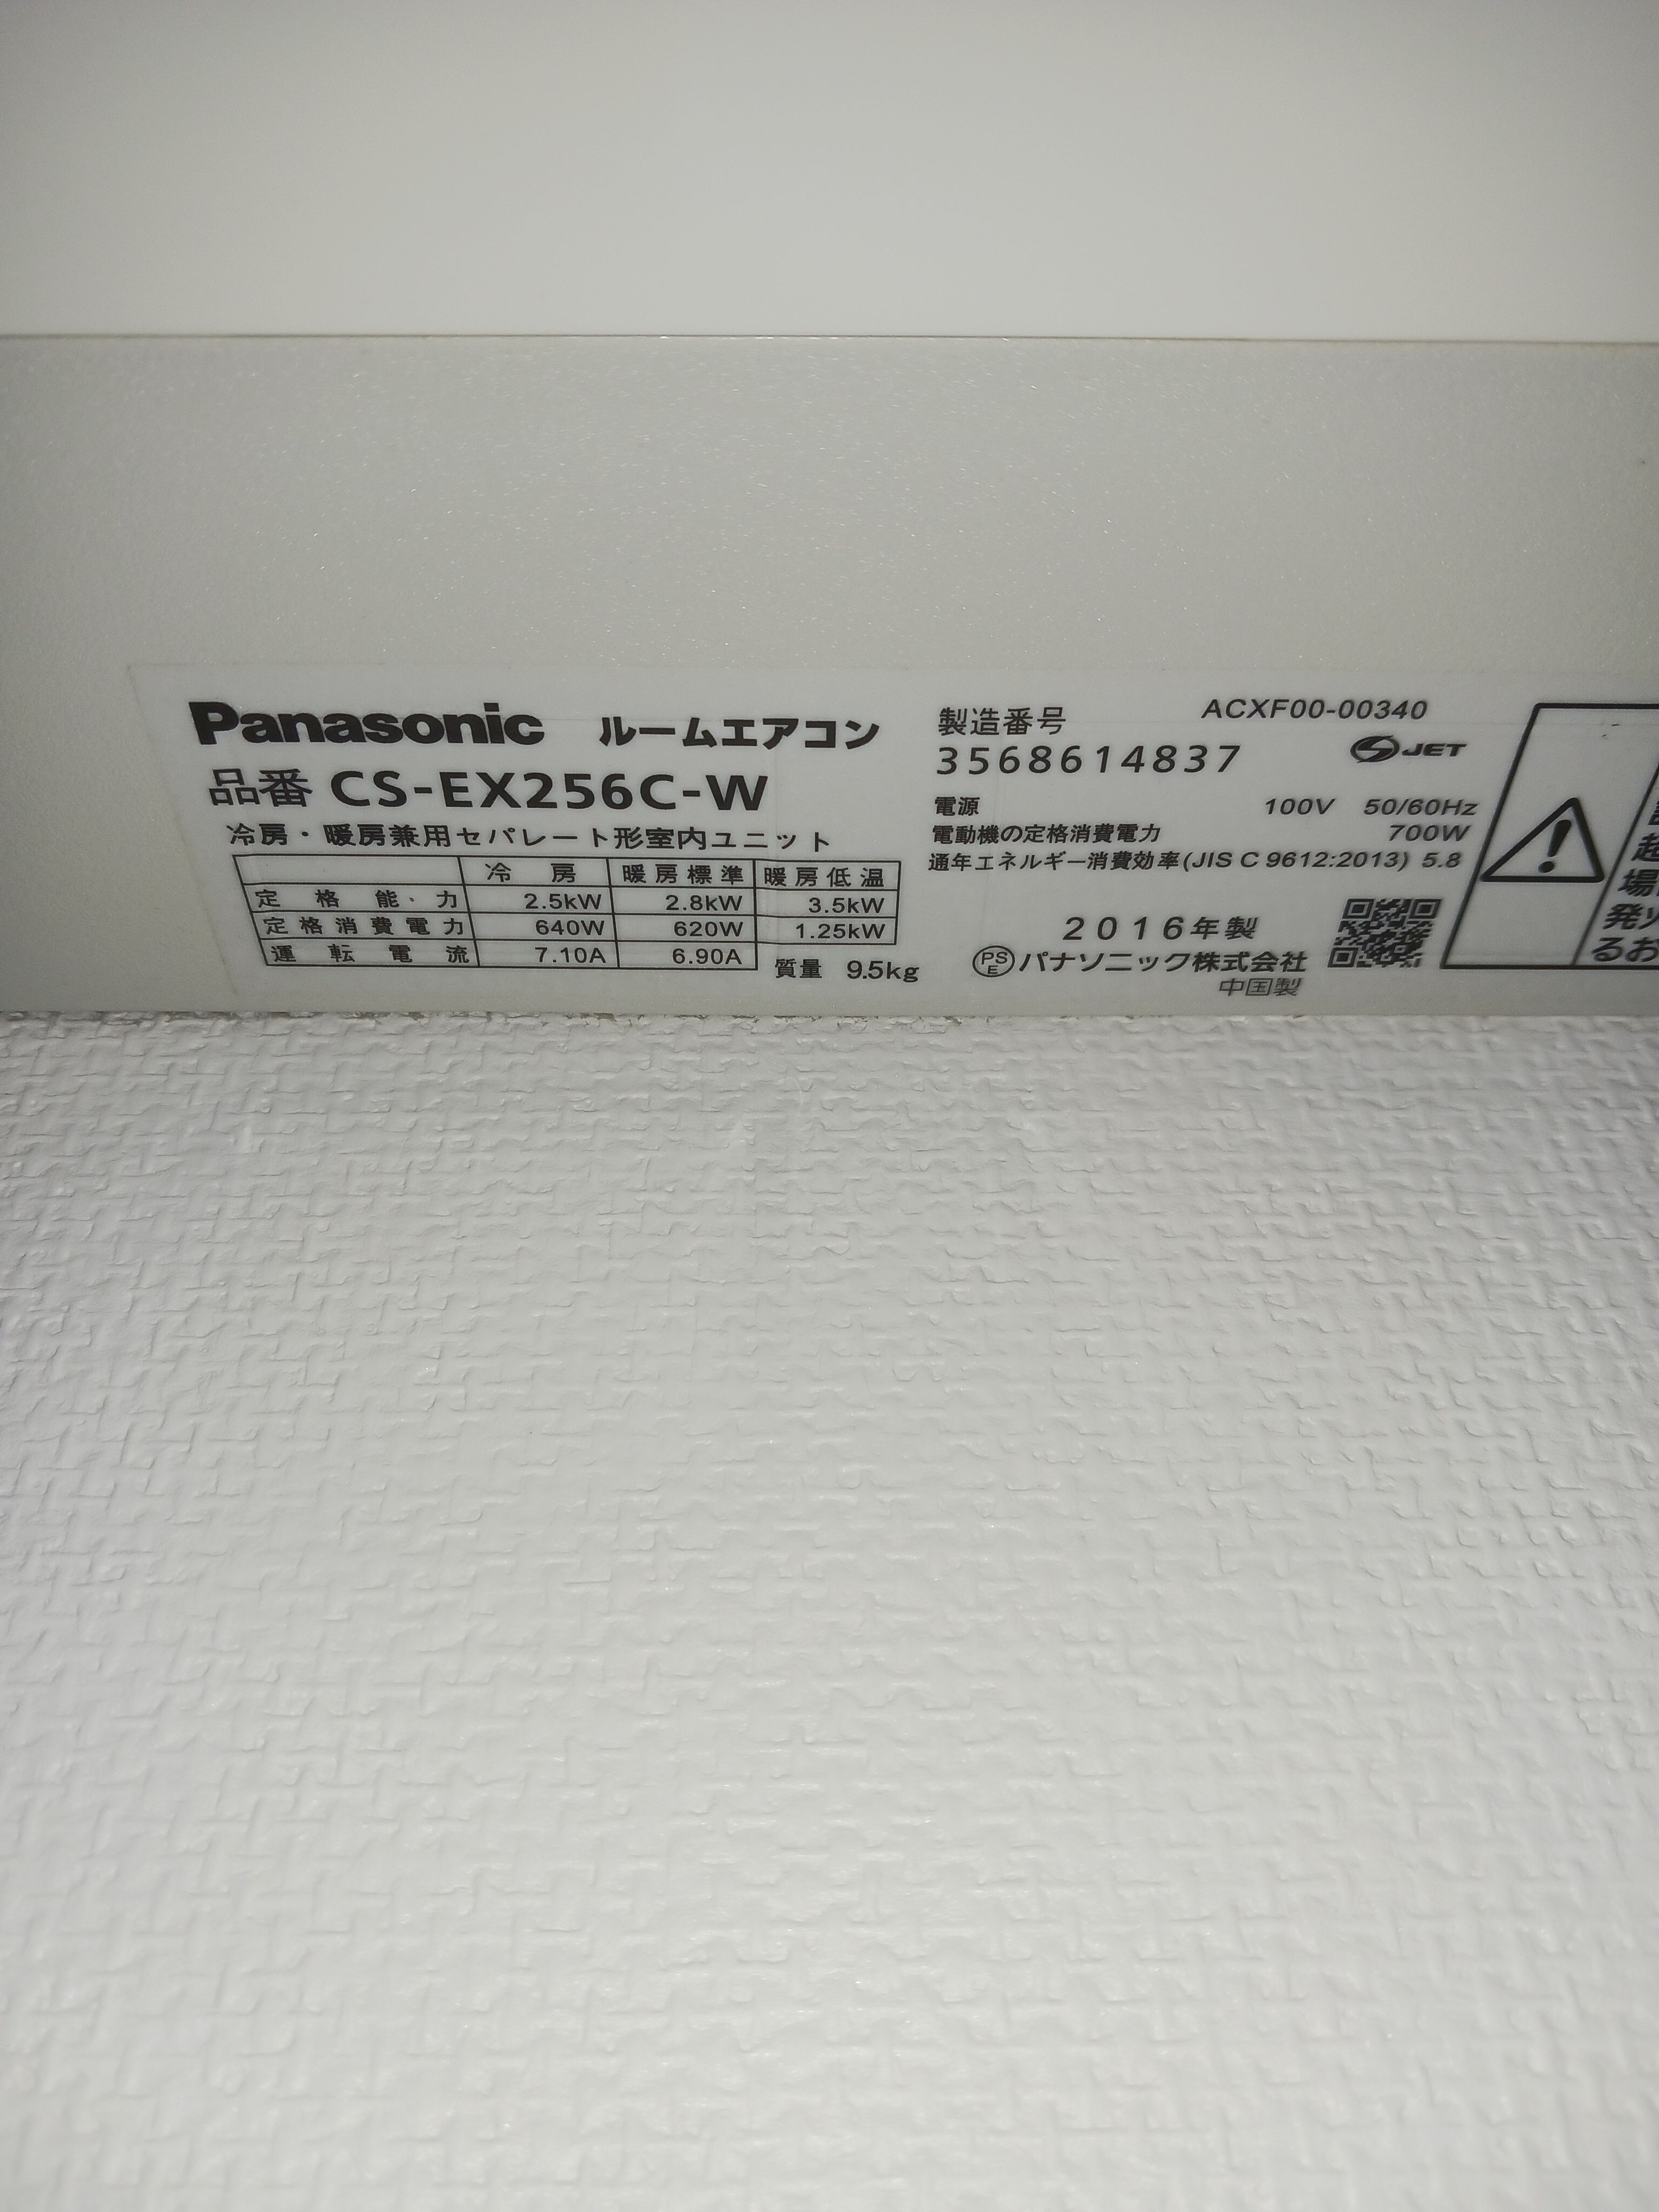 Panasonic ルームエアコン
品番 CS-EX256C-W
冷房・暖房兼用セパレート形室内ユニット
冷房 暖房標準 暖房低温
定格能力 2.5kW 2.8kW 3.5kW
定格消費電力 640W 620W 1.25kW
運転電流 7.10A 6.90A
質量 9.5kg
製造番号 ACXF00-00340
3568614837 JET
電源 100V 50/60Hz
電動機の定格消費電力 700W
通年エネルギー消費効率(JIS C 9612:2013) 5.8
2016年製
PSE パナソニック株式会社
中国製
場
発火
るお